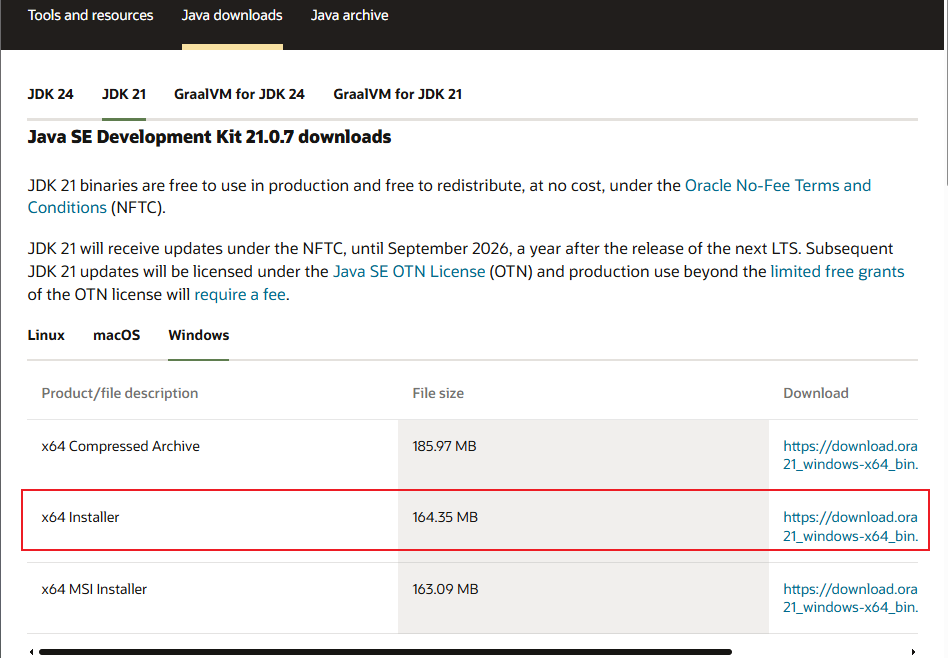 Tools and resources Java downloads Java archive
JDK 24 JDK 21 GraalVM for JDK 24 GraalVM for JDK 21
Java SE Development Kit 21.0.7 downloads
JDK 21 binaries are free to use in production and free to redistribute, at no cost, under the Oracle No-Fee Terms and
Conditions (NFTC).
JDK 21 will receive updates under the NFTC, until September 2026, a year after the release of the next LTS. Subsequent
JDK 21 updates will be licensed under the Java SE OTN License (OTN) and production use beyond the limited free grants
of the OTN license will require a fee.
Linux macOS Windows
Product/file description File size Download
x64 Compressed Archive 185.97 MB https://download.ora
21_windows-x64_bin.
x64 Installer 164.35 MB https://download.ora
21_windows-x64_bin.
x64 MSI Installer 163.09 MB https://download.ora
21_windows-x64_bin.